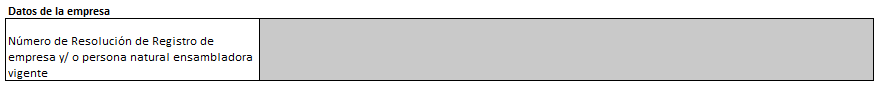 Datos de la empresa
Número de Resolución de Registro de
empresa y/ o persona natural ensambladora
vigente